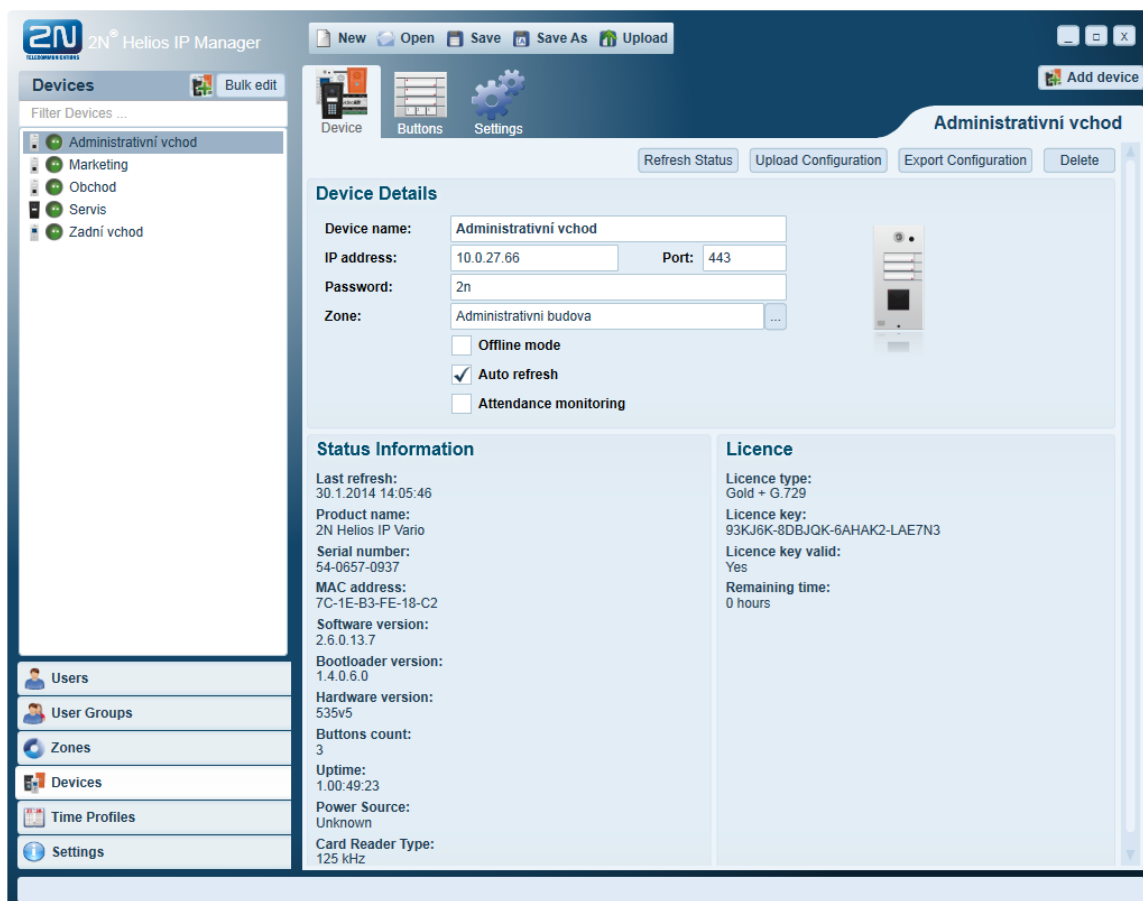 2N
TELECOMMUNICATIONS
2N® Helios IP Manager
New Open Save Save As Upload
Devices Bulk edit
Filter Devices ...
Administrativní vchod
Marketing
Obchod
Servis
Zadní vchod
Users
User Groups
Zones
Devices
Time Profiles
Settings
Device Buttons Settings
Add device
Administrativní vchod
Refresh Status Upload Configuration Export Configuration Delete
Device Details
Device name: Administrativní vchod
IP address: 10.0.27.66 Port: 443
Password: 2n
Zone: Administrativni budova ...
Offline mode
Auto refresh
Attendance monitoring
Status Information
Last refresh:
30.1.2014 14:05:46
Product name:
2N Helios IP Vario
Serial number:
54-0657-0937
MAC address:
7C-1E-B3-FE-18-C2
Software version:
2.6.0.13.7
Bootloader version:
1.4.0.6.0
Hardware version:
535v5
Buttons count:
3
Uptime:
1.00:49:23
Power Source:
Unknown
Card Reader Type:
125 kHz
Licence
Licence type:
Gold + G.729
Licence key:
93KJ6K-8DBJQK-6AHAK2-LAE7N3
Licence key valid:
Yes
Remaining time:
0 hours